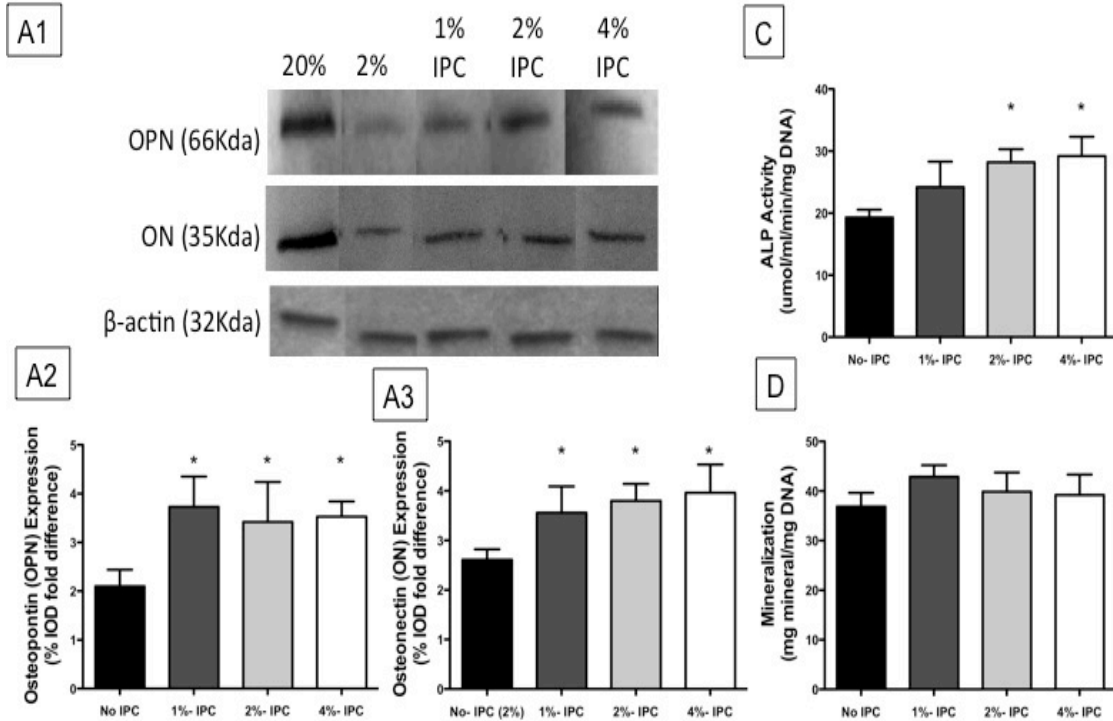 A1
1%
2%
4%
20%
2%
IPC
IPC
IPC
OPN (66Kda)
ON (35Kda)
β-actin (32Kda)
A2
Osteopontin (OPN) Expression
(% IOD fold difference)
5
4
3
2
1
0
*
*
*
No IPC
1%- IPC
2%- IPC
4%- IPC
A3
Osteonectin (ON) Expression
(% IOD fold difference)
5
4
3
2
1
0
*
*
*
No- IPC (2%)
1%- IPC
2%- IPC
4%- IPC
C
ALP Activity
(umol/ml/min/mg DNA)
40
30
20
10
0
*
*
No- IPC
1%- IPC
2%- IPC
4%- IPC
D
Mineralization
(mg mineral/mg DNA)
50
40
30
20
10
0
No IPC
1%- IPC
2%- IPC
4%- IPC